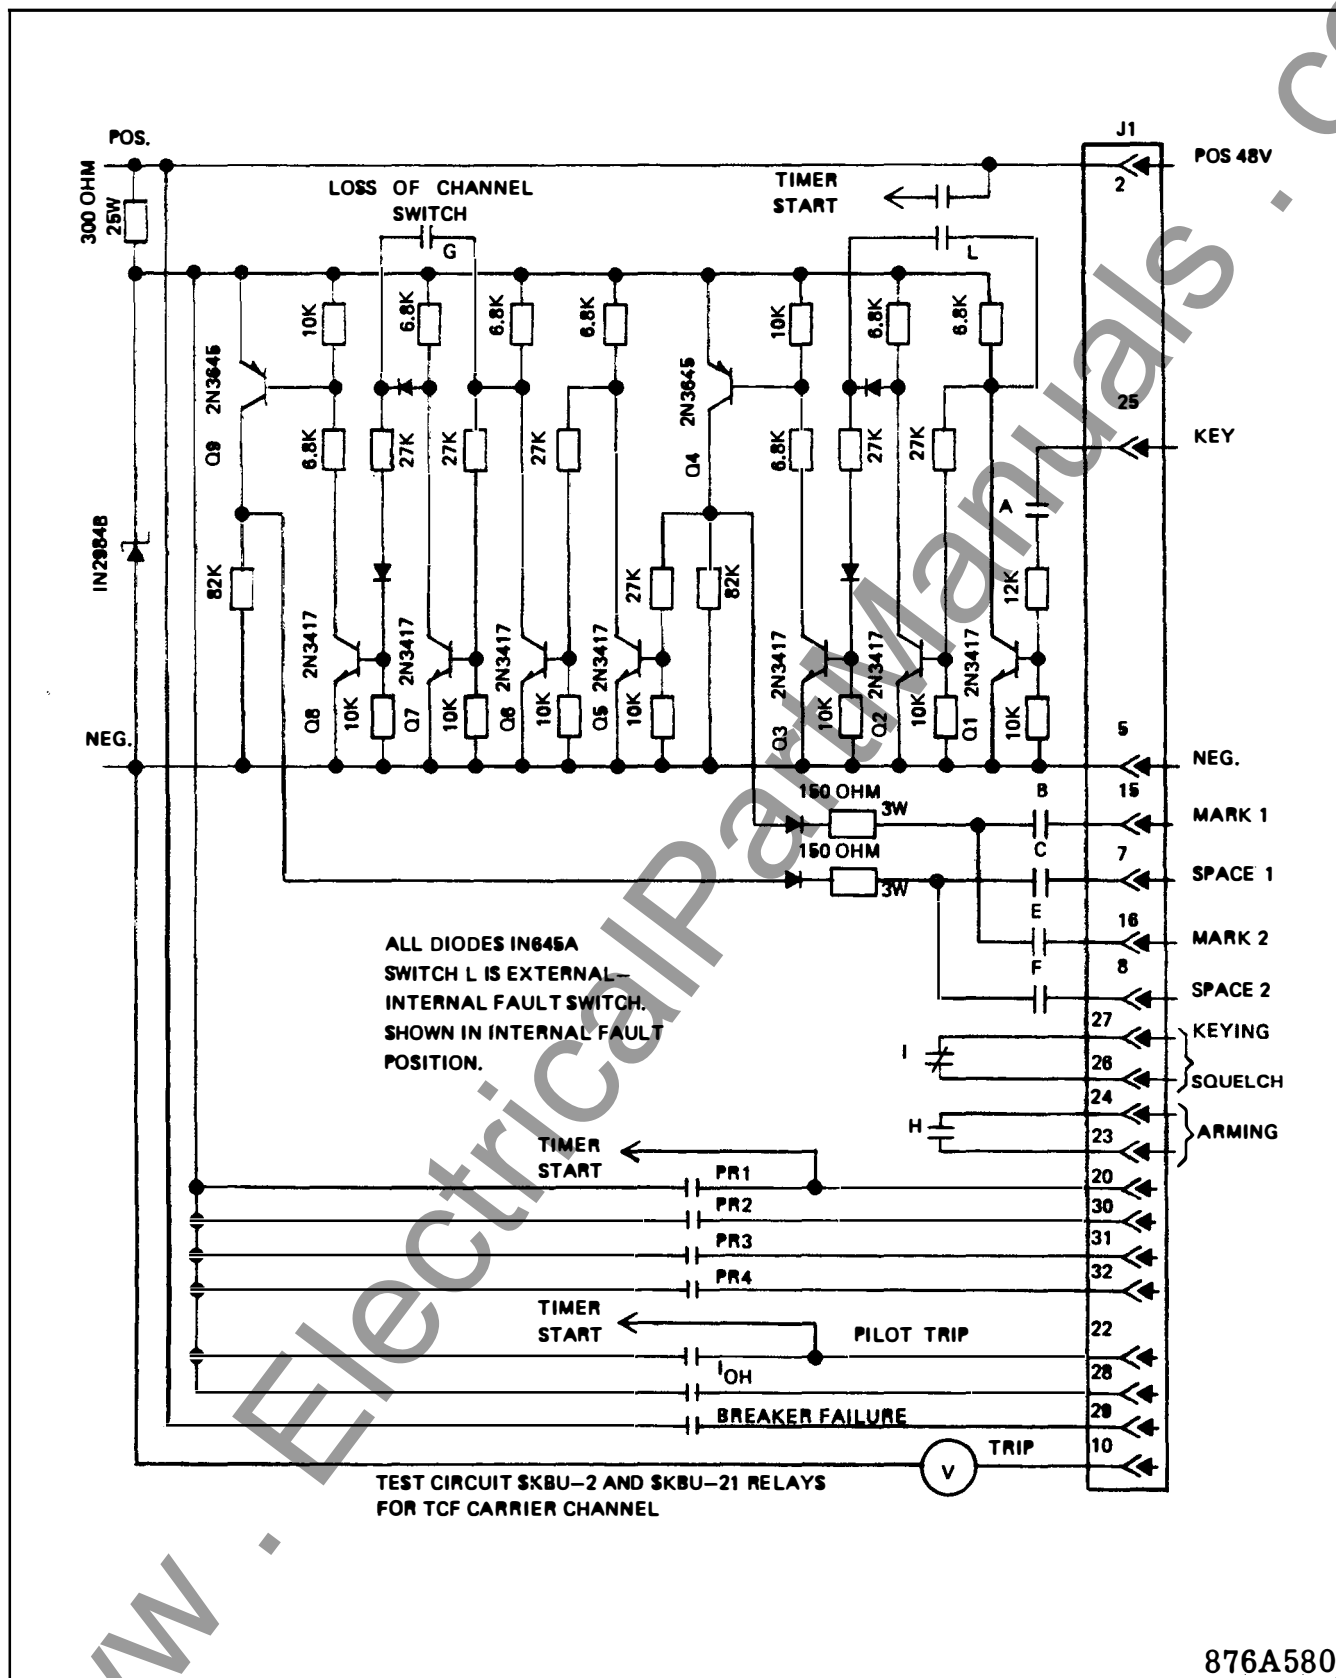 J1
POS.
POS 48V
2
300 OHM
25W
LOSS OF CHANNEL
SWITCH
G
TIMER
START
L
10K
6.8K
6.8K
6.8K
10K
6.8K
6.8K
2N3645
Q9
2N3645
Q4
25
KEY
6.8K
27K
27K
27K
6.8K
27K
27K
A
IN2984B
82K
27K
82K
12K
2N3417
2N3417
2N3417
2N3417
2N3417
2N3417
2N3417
Q8
10K
Q7
10K
Q6
10K
Q5
10K
Q3
10K
Q2
10K
Q1
10K
NEG.
5
NEG.
150 OHM
3W
B
15
MARK 1
150 OHM
3W
C
7
SPACE 1
E
16
MARK 2
F
8
SPACE 2
ALL DIODES IN645A
SWITCH L IS EXTERNAL—
INTERNAL FAULT SWITCH.
SHOWN IN INTERNAL FAULT
POSITION.
27
KEYING
I
26
SQUELCH
24
H
ARMING
23
TIMER
START
PR1
20
PR2
30
PR3
31
PR4
32
TIMER
START
PILOT TRIP
22
IOH
28
BREAKER FAILURE
29
TRIP
10
V
TEST CIRCUIT SKBU—2 AND SKBU—21 RELAYS
FOR TCF CARRIER CHANNEL
876A580
w . ElectricalPartManuals . co